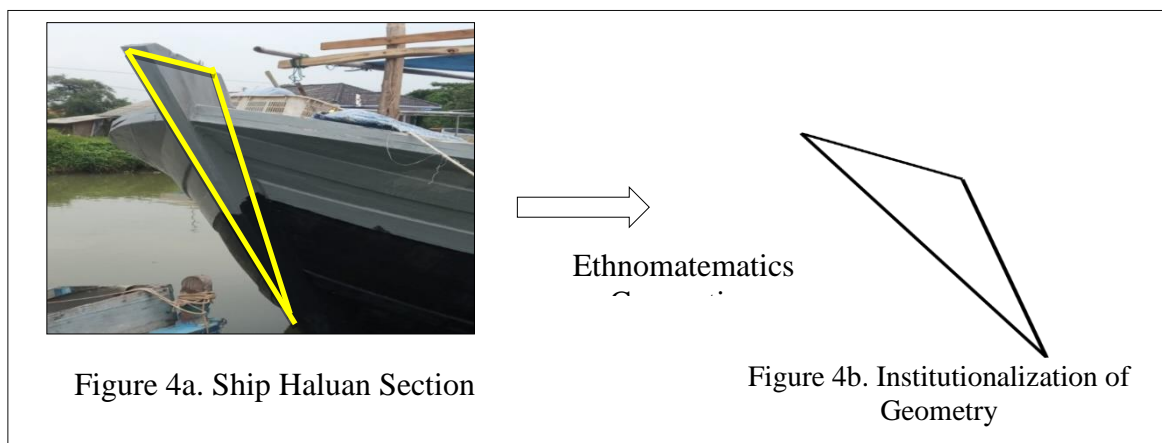 Ethnomatematics
Figure 4a. Ship Haluan Section
Figure 4b. Institutionalization of
Geometry